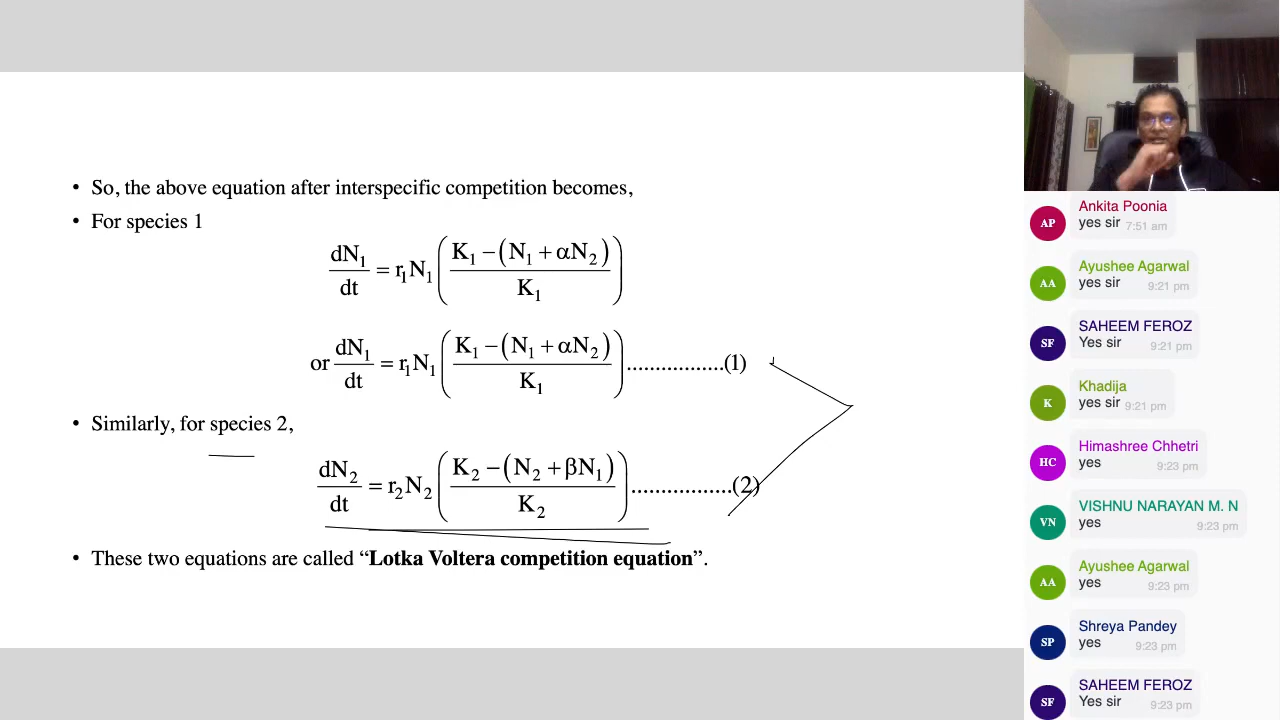 • So, the above equation after interspecific competition becomes,
• For species 1
dN₁/dt = r₁N₁ ( (K₁ − (N₁ + αN₂)) / K₁ )
or dN₁/dt = r₁N₁ ( (K₁ − (N₁ + αN₂)) / K₁ ) .................(1)
• Similarly, for species 2,
dN₂/dt = r₂N₂ ( (K₂ − (N₂ + βN₁)) / K₂ ) .................(2)
• These two equations are called “Lotka Voltera competition equation”.
AP
Ankita Poonia
yes sir 7:51 am
AA
Ayushee Agarwal
yes sir 9:21 pm
SF
SAHEEM FEROZ
Yes sir 9:21 pm
K
Khadija
yes sir 9:21 pm
HC
Himashree Chhetri
yes 9:23 pm
VN
VISHNU NARAYAN M. N
yes 9:23 pm
AA
Ayushee Agarwal
yes 9:23 pm
SP
Shreya Pandey
yes 9:23 pm
SF
SAHEEM FEROZ
Yes sir 9:23 pm